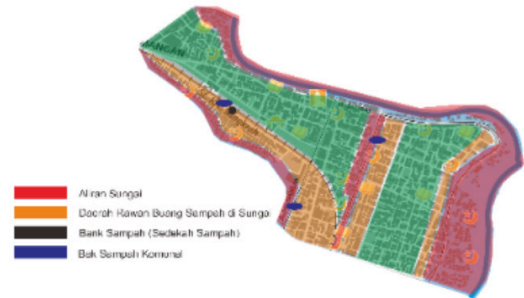 Aliran Sungai
Daerah Rawan Buang Sampah di Sungai
Bank Sampah (Sedekah Sampah)
Bak Sampah Komunal